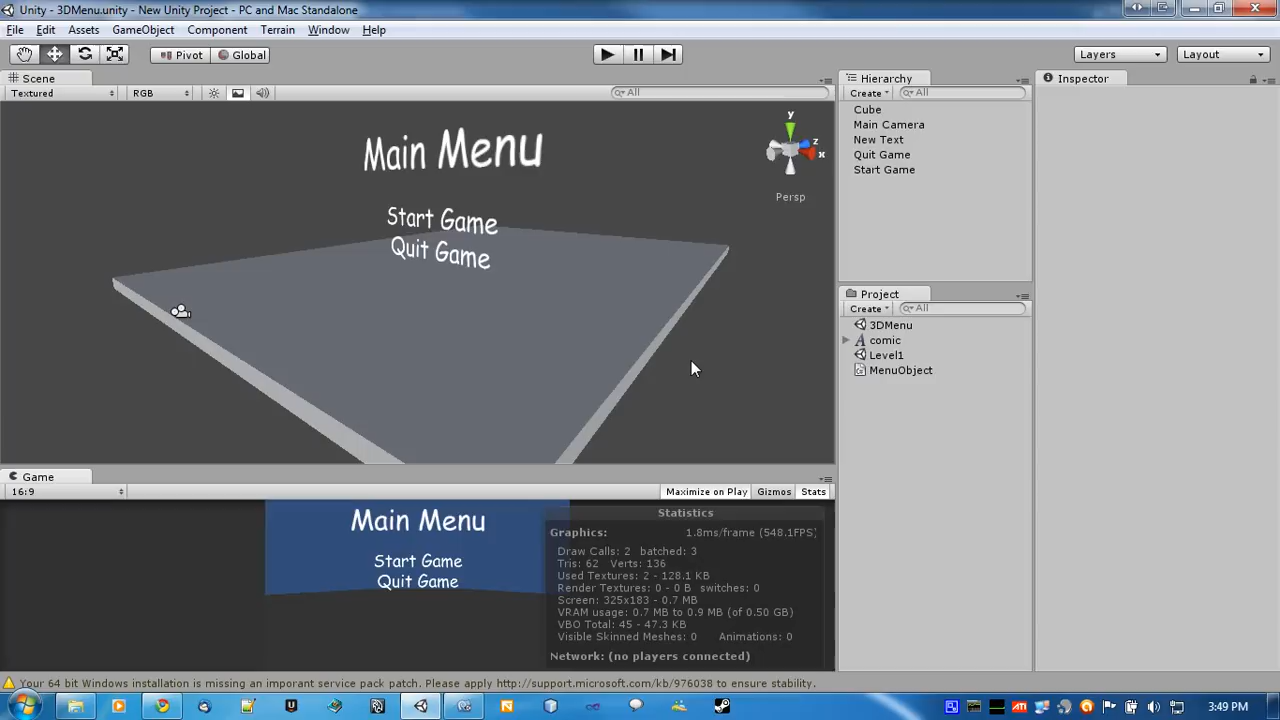 Unity - 3DMenu.unity - New Unity Project - PC and Mac Standalone
File Edit Assets GameObject Component Terrain Window Help
Pivot Global Layers Layout
Scene
Textured RGB All
Main Menu
Start Game
Quit Game
y
z
x
Persp
Hierarchy
Create All
Cube
Main Camera
New Text
Quit Game
Start Game
Project
Create All
3DMenu
comic
Level1
MenuObject
Inspector
Game
16:9 Maximize on Play Gizmos Stats
Main Menu
Start Game
Quit Game
Statistics
Graphics: 1.8ms/frame (548.1FPS)
Draw Calls: 2 batched: 3
Tris: 62 Verts: 136
Used Textures: 2 - 128.1 KB
Render Textures: 0 - 0 B switches: 0
Screen: 325x183 - 0.7 MB
VRAM usage: 0.7 MB to 0.9 MB (of 0.50 GB)
VBO Total: 45 - 47.3 KB
Visible Skinned Meshes: 0 Animations: 0
Network: (no players connected)
Your 64 bit Windows installation is missing an imporant service pack patch. Please apply http://support.microsoft.com/kb/976038 to ensure stability.
3:49 PM